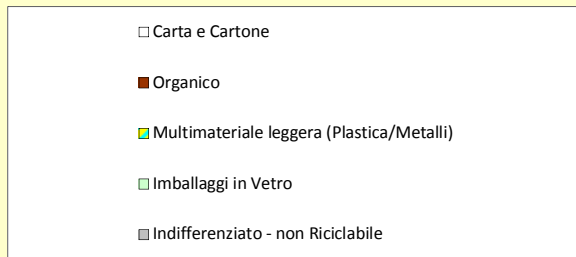 Carta e Cartone
Organico
Multimateriale leggera (Plastica/Metalli)
Imballaggi in Vetro
Indifferenziato - non Riciclabile